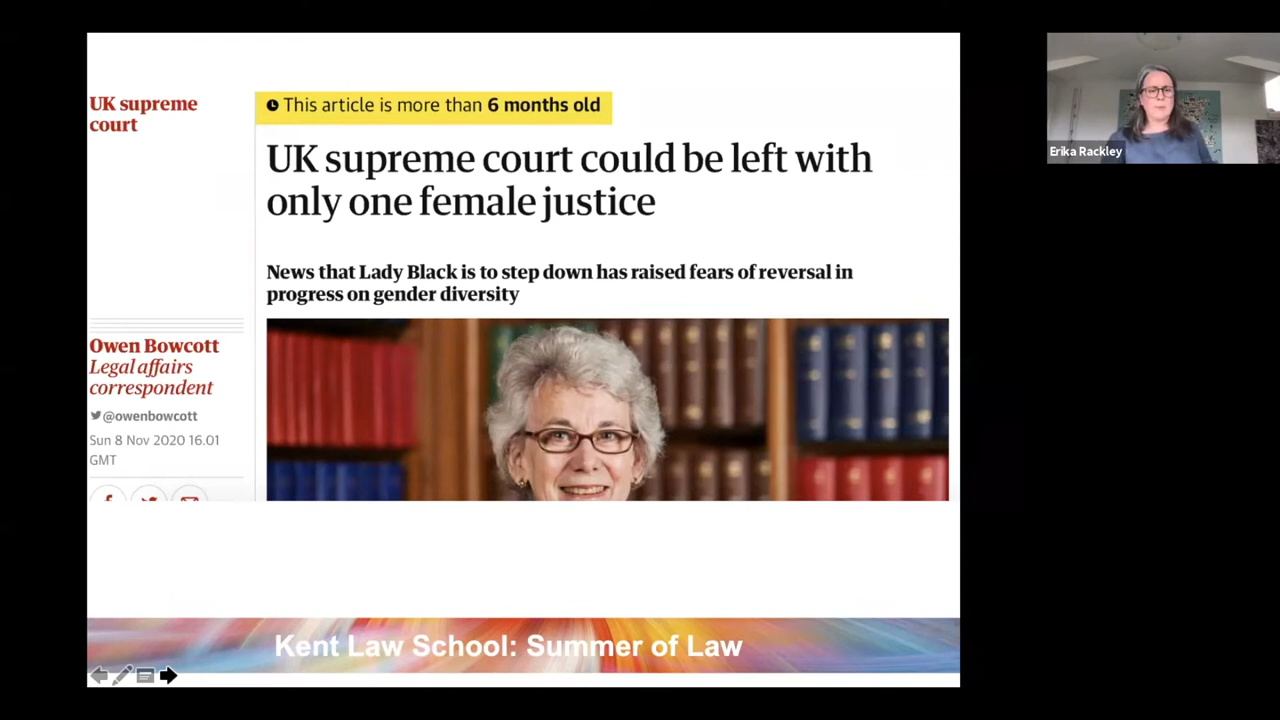 UK supreme
court
This article is more than 6 months old
UK supreme court could be left with
only one female justice
News that Lady Black is to step down has raised fears of reversal in
progress on gender diversity
Owen Bowcott
Legal affairs
correspondent
@owenbowcott
Sun 8 Nov 2020 16.01
GMT
Kent Law School: Summer of Law
Erika Rackley